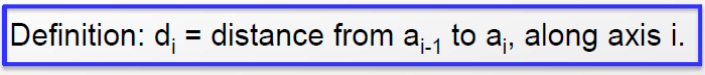 Definition: dᵢ = distance from aᵢ₋₁ to aᵢ, along axis i.